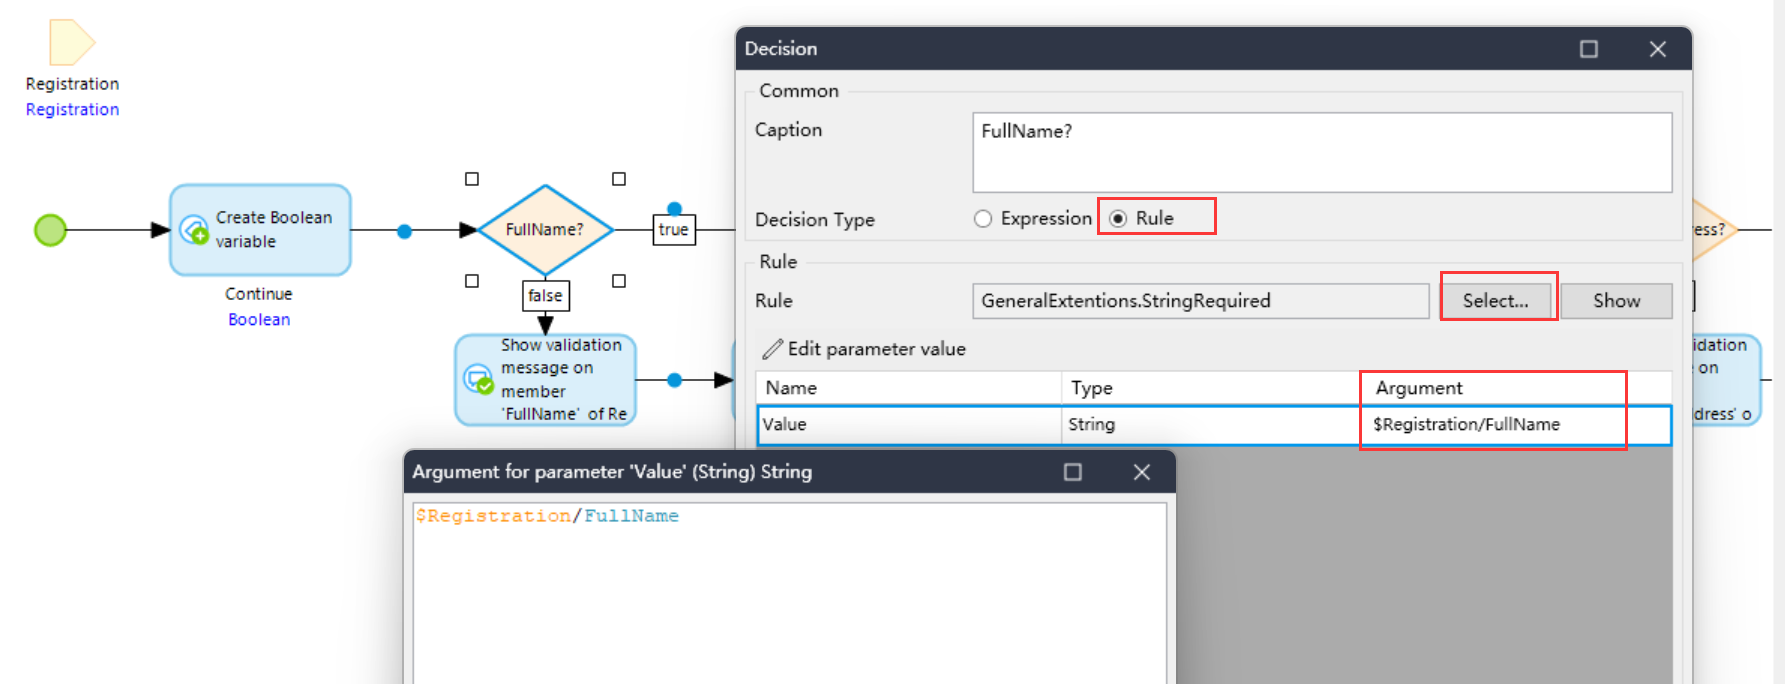 Registration
Registration
Create Boolean
variable
Continue
Boolean
FullName?
true
false
Show validation
message on
member
'FullName' of Re
Decision
Common
Caption
FullName?
Decision Type
Expression
Rule
Rule
Rule
GeneralExtentions.StringRequired
Select...
Show
Edit parameter value
Name
Type
Argument
Value
String
$Registration/FullName
ess?
idation
on
dress' o
Argument for parameter 'Value' (String) String
$Registration/FullName